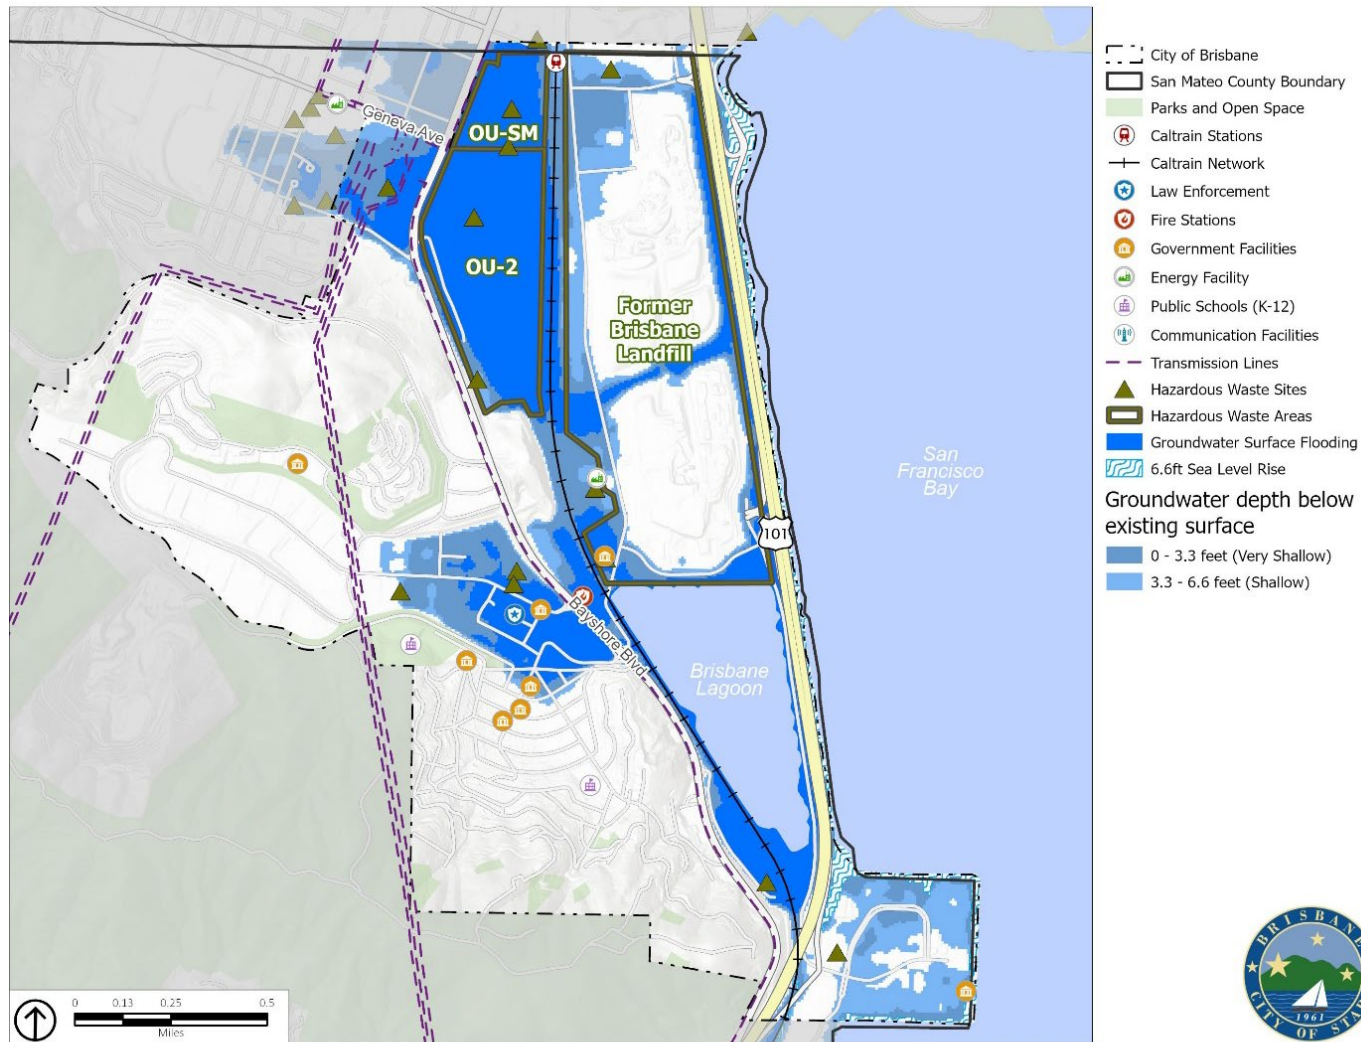 Geneva Ave
OU-SM
OU-2
Former
Brisbane
Landfill
San
Francisco
Bay
101
Bayshore Blvd
Brisbane
Lagoon
0 0.13 0.25 0.5
Miles
City of Brisbane
San Mateo County Boundary
Parks and Open Space
Caltrain Stations
Caltrain Network
Law Enforcement
Fire Stations
Government Facilities
Energy Facility
Public Schools (K-12)
Communication Facilities
Transmission Lines
Hazardous Waste Sites
Hazardous Waste Areas
Groundwater Surface Flooding
6.6ft Sea Level Rise
Groundwater depth below
existing surface
0 - 3.3 feet (Very Shallow)
3.3 - 6.6 feet (Shallow)
BRISBANE
1961
CITY OF STAR